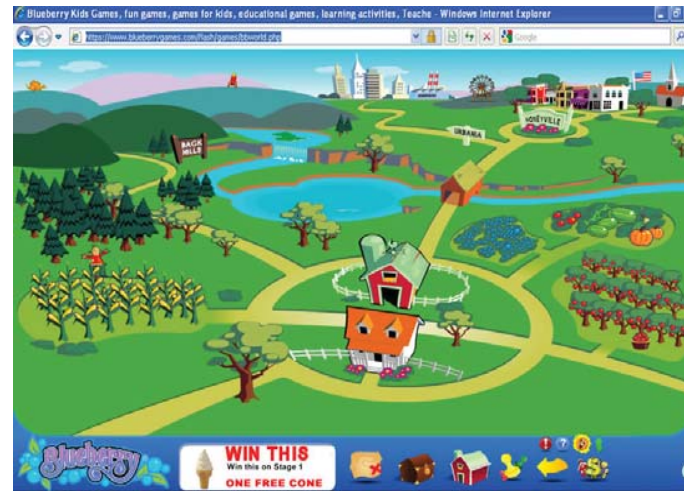 Blueberry Kids Games, fun games, games for kids, educational games, learning activities, Teache - Windows Internet Explorer
https://www.blueberrygames.com/flash/games/bbworld.php
Google
BACK
HILLS
URBANIA
HONEYVILLE
Blueberry
WIN THIS
Win this on Stage 1
ONE FREE CONE